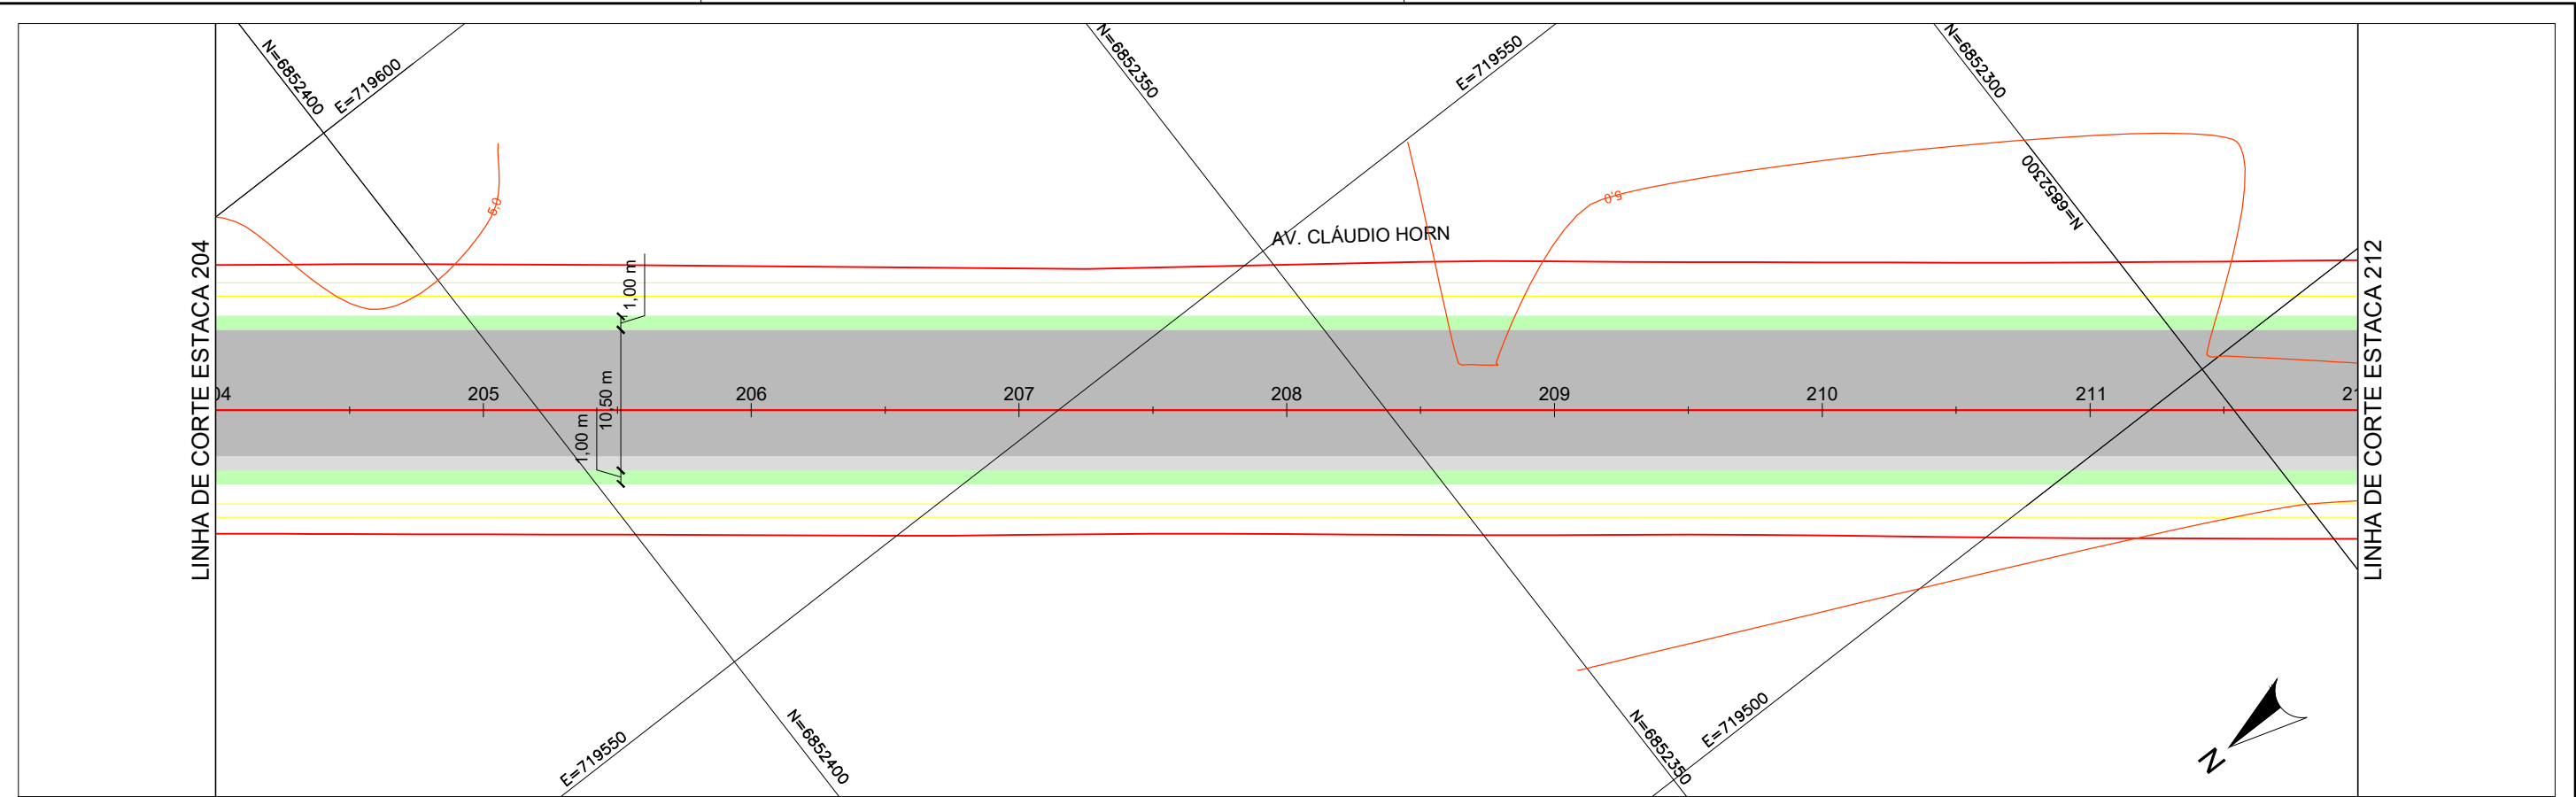 N=6852400
E=719600
N=6852350
E=719550
N=6852300
N=6852300
5,0
5,0
AV. CLÁUDIO HORN
LINHA DE CORTE ESTACA 204
LINHA DE CORTE ESTACA 212
1,00 m
10,50 m
1,00 m
04
205
206
207
208
209
210
211
21
E=719550
N=6852400
N=6852350
E=719500
N